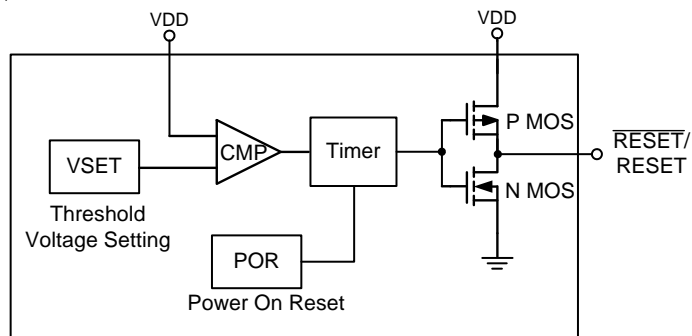 VDD
VDD
P MOS
RESET/
RESET
CMP
Timer
VSET
N MOS
Threshold
Voltage Setting
POR
Power On Reset